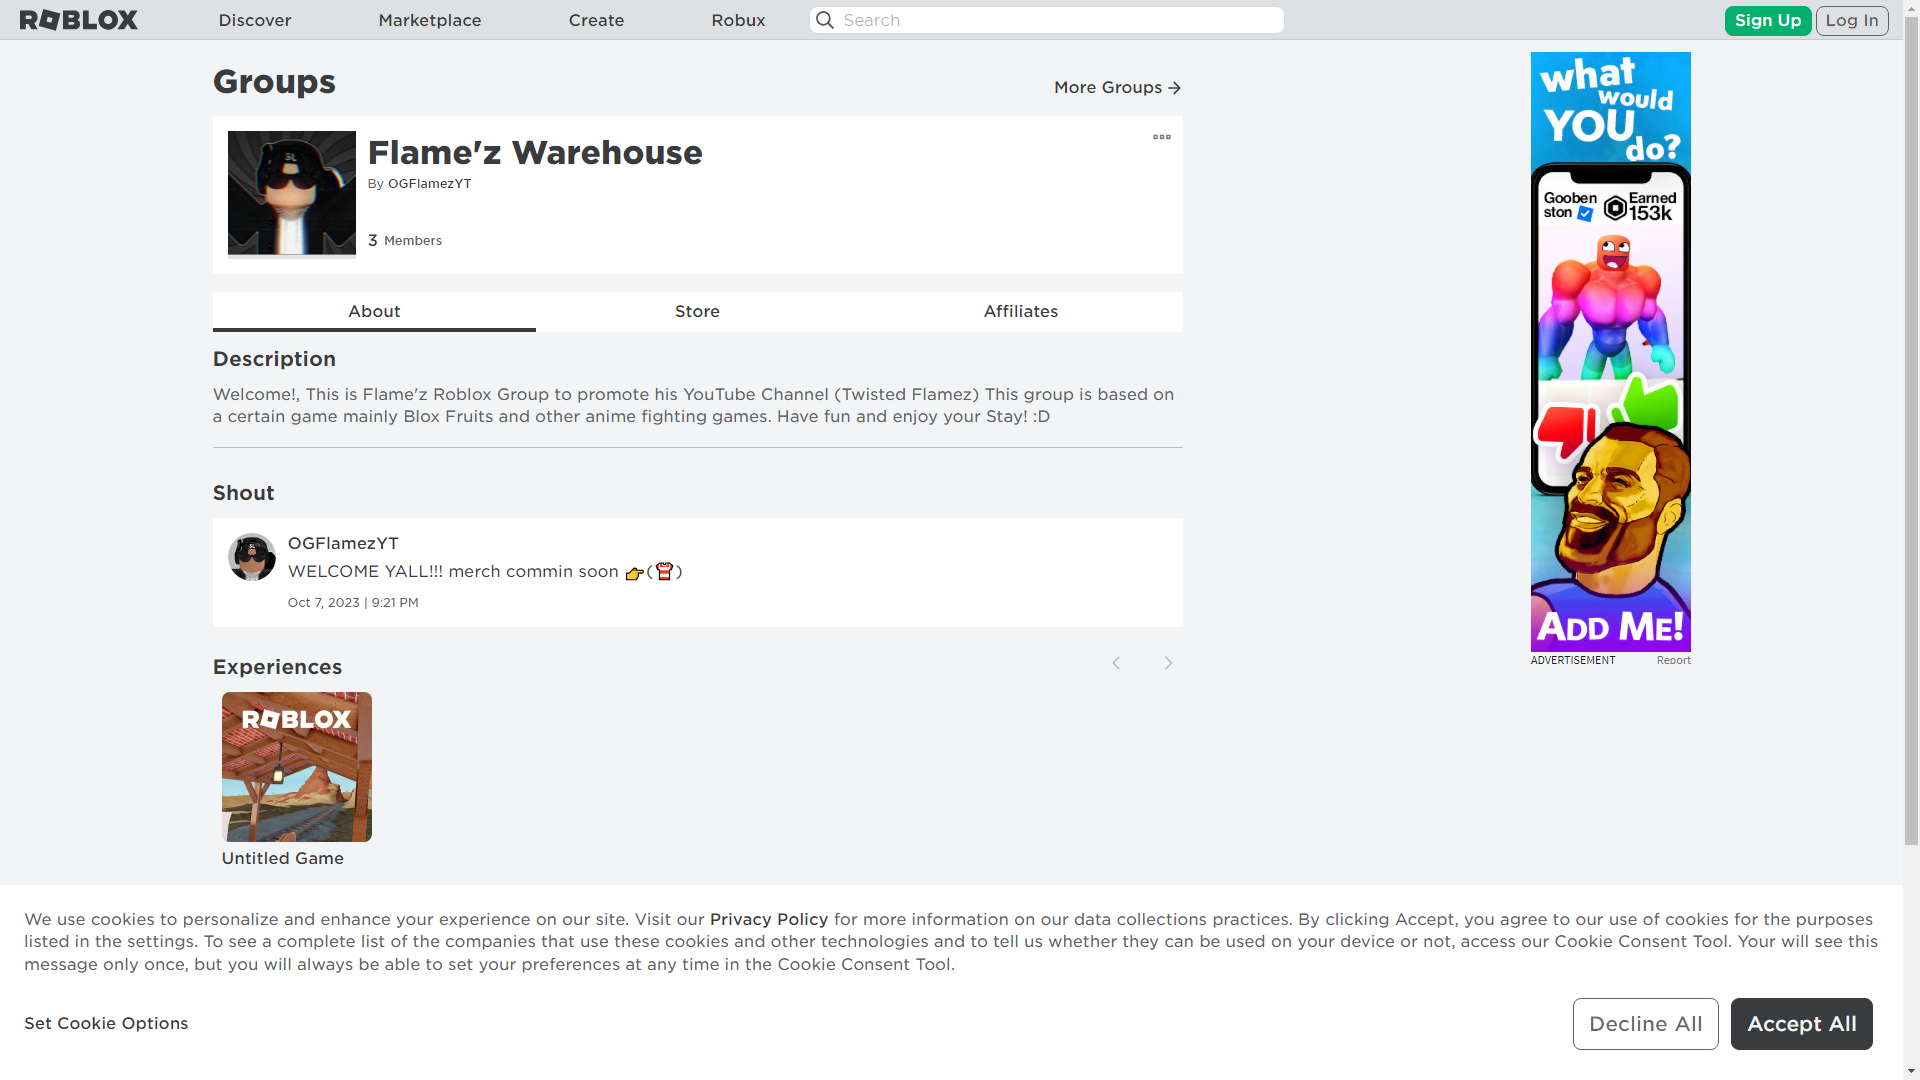 ROBLOX
Discover
Marketplace
Create
Robux
Search
Sign Up
Log In
Groups
More Groups
SL
Flame'z Warehouse
By OGFlamezYT
3 Members
About
Store
Affiliates
Description
Welcome!, This is Flame'z Roblox Group to promote his YouTube Channel (Twisted Flamez) This group is based on
a certain game mainly Blox Fruits and other anime fighting games. Have fun and enjoy your Stay! :D
Shout
OGFlamezYT
WELCOME YALL!!! merch commin soon 👉(👕)
Oct 7, 2023 | 9:21 PM
Experiences
ROBLOX
Untitled Game
what
would
YOU
do?
Gooben
ston
Earned
153k
ADD ME!
ADVERTISEMENT
Report
We use cookies to personalize and enhance your experience on our site. Visit our Privacy Policy for more information on our data collections practices. By clicking Accept, you agree to our use of cookies for the purposes
listed in the settings. To see a complete list of the companies that use these cookies and other technologies and to tell us whether they can be used on your device or not, access our Cookie Consent Tool. Your will see this
message only once, but you will always be able to set your preferences at any time in the Cookie Consent Tool.
Set Cookie Options
Decline All
Accept All